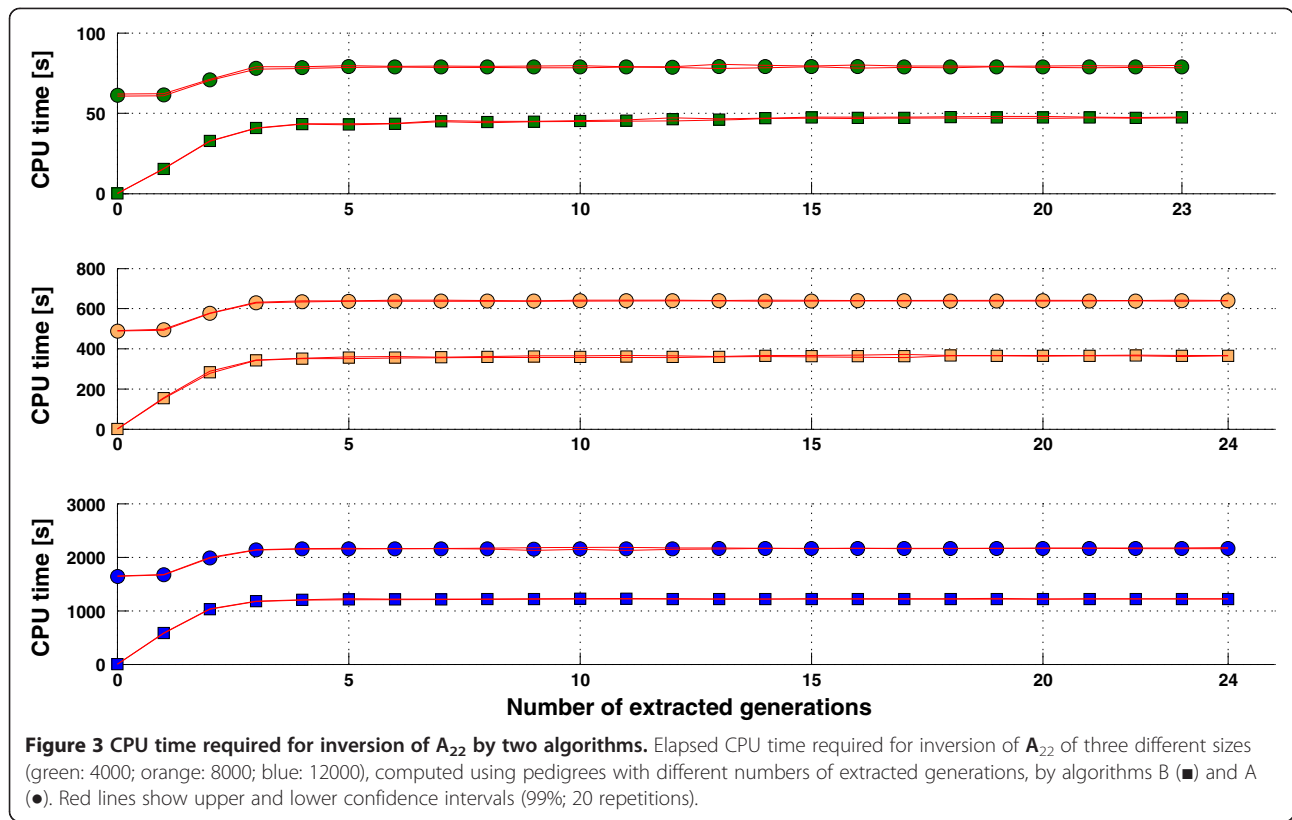 100
50
0
CPU time [s]
0 5 10 15 20 23
800
600
400
200
0
CPU time [s]
0 5 10 15 20 24
3000
2000
1000
0
CPU time [s]
0 5 10 15 20 24
Number of extracted generations
Figure 3 CPU time required for inversion of A22 by two algorithms. Elapsed CPU time required for inversion of A22 of three different sizes
(green: 4000; orange: 8000; blue: 12000), computed using pedigrees with different numbers of extracted generations, by algorithms B (■) and A
(●). Red lines show upper and lower confidence intervals (99%; 20 repetitions).